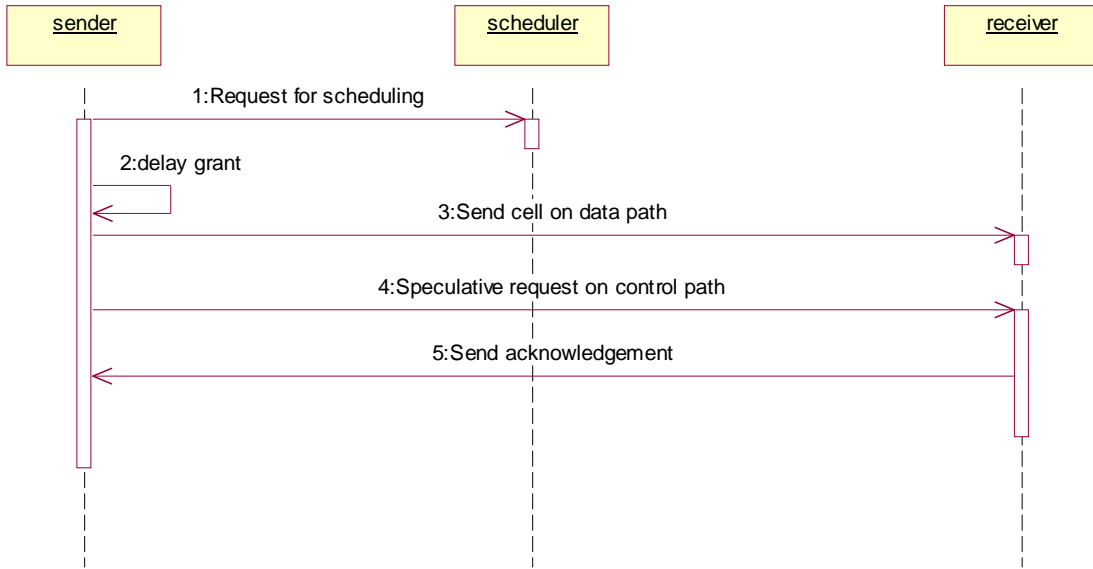 sender
scheduler
receiver
1:Request for scheduling
2:delay grant
3:Send cell on data path
4:Speculative request on control path
5:Send acknowledgement